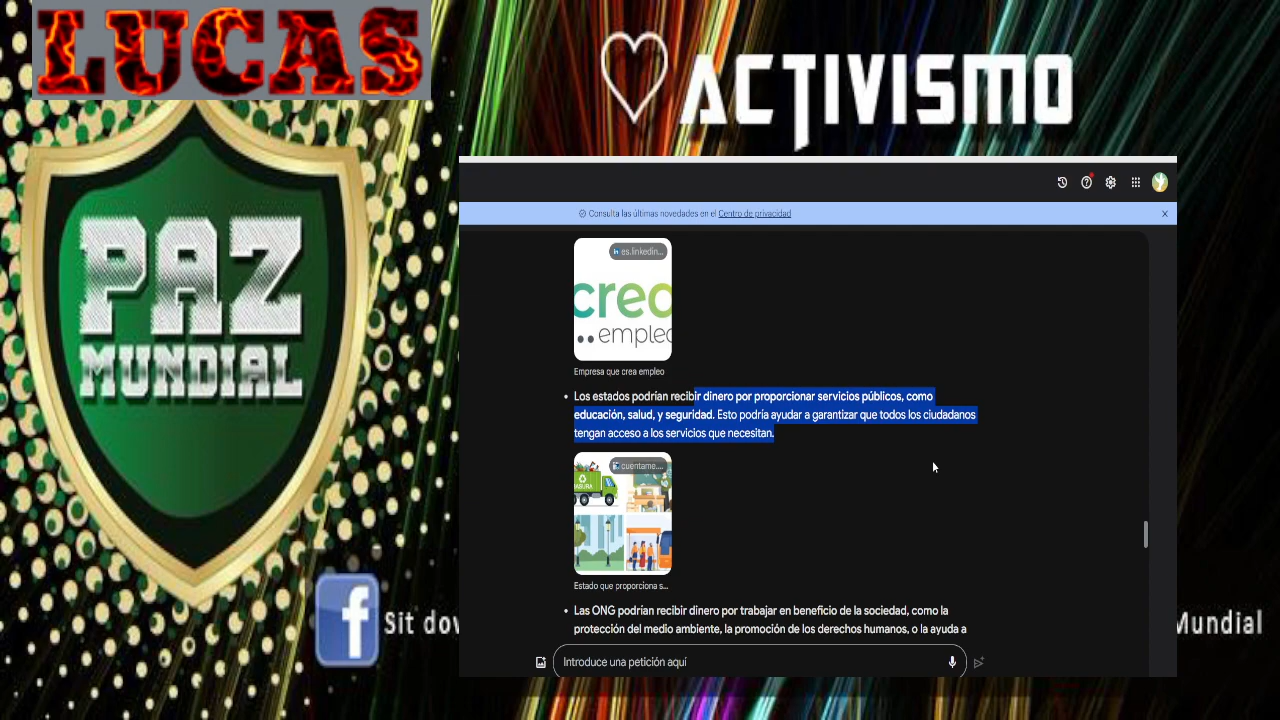 LUCAS
ACTIVISMO
PAZ
MUNDIAL
Consulta las últimas novedades en el Centro de privacidad
es.linkedin...
crea
empleo
Empresa que crea empleo
• Los estados podrían recibir dinero por proporcionar servicios públicos, como
educación, salud, y seguridad. Esto podría ayudar a garantizar que todos los ciudadanos
tengan acceso a los servicios que necesitan.
cuentame....
Estado que proporciona s...
• Las ONG podrían recibir dinero por trabajar en beneficio de la sociedad, como la
protección del medio ambiente, la promoción de los derechos humanos, o la ayuda a
Introduce una petición aquí
f
Sit dow
Mundial